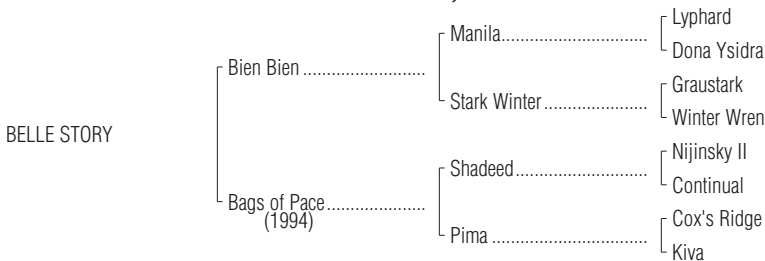 Lyphard
Manila..............................
Dona Ysidra
Bien Bien .........................
Graustark
Stark Winter......................
Winter Wren
BELLE STORY
Nijinsky II
Shadeed...........................
Continual
Bags of Pace....................
(1994)
Cox's Ridge
Pima ................................
Kiva